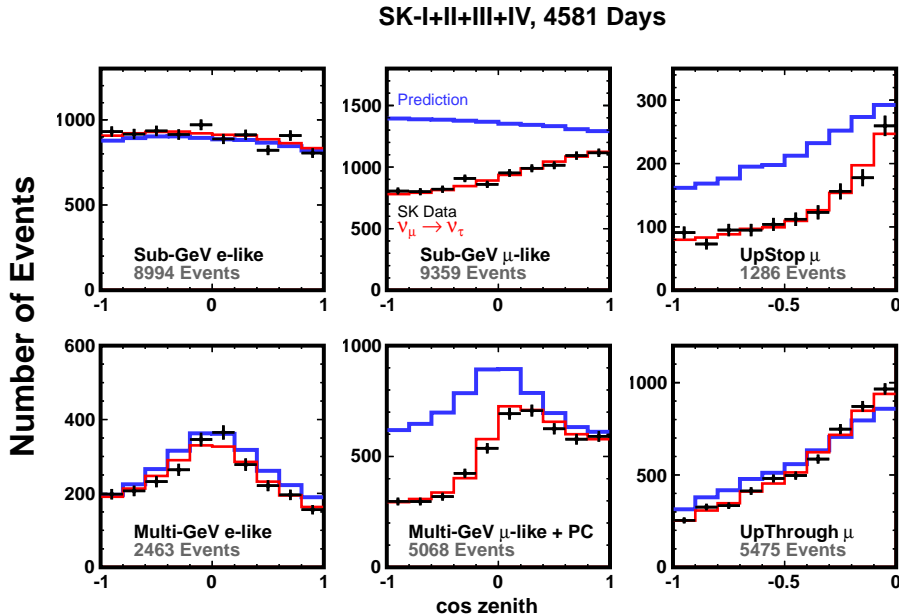 SK-I+II+III+IV, 4581 Days
Number of Events
1000
500
0
-1 0 1
Sub-GeV e-like
8994 Events
1500
1000
500
0
-1 0 1
Prediction
SK Data
νμ → ντ
Sub-GeV μ-like
9359 Events
300
200
100
0
-1 -0.5 0
UpStop μ
1286 Events
600
400
200
0
-1 0 1
Multi-GeV e-like
2463 Events
1000
500
0
-1 0 1
Multi-GeV μ-like + PC
5068 Events
1000
500
0
-1 -0.5 0
UpThrough μ
5475 Events
cos zenith